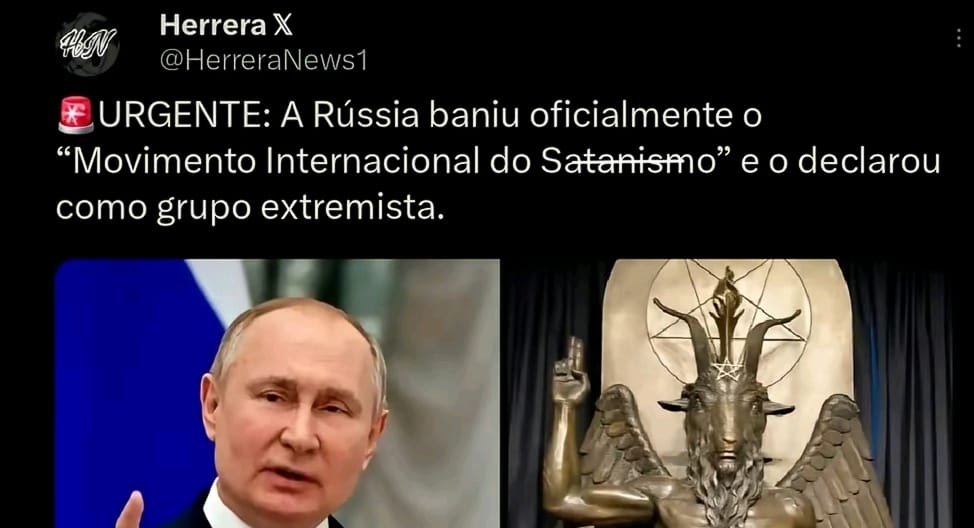 HN
Herrera X
@HerreraNews1
🚨URGENTE: A Rússia baniu oficialmente o
“Movimento Internacional do Satanismo” e o declarou
como grupo extremista.